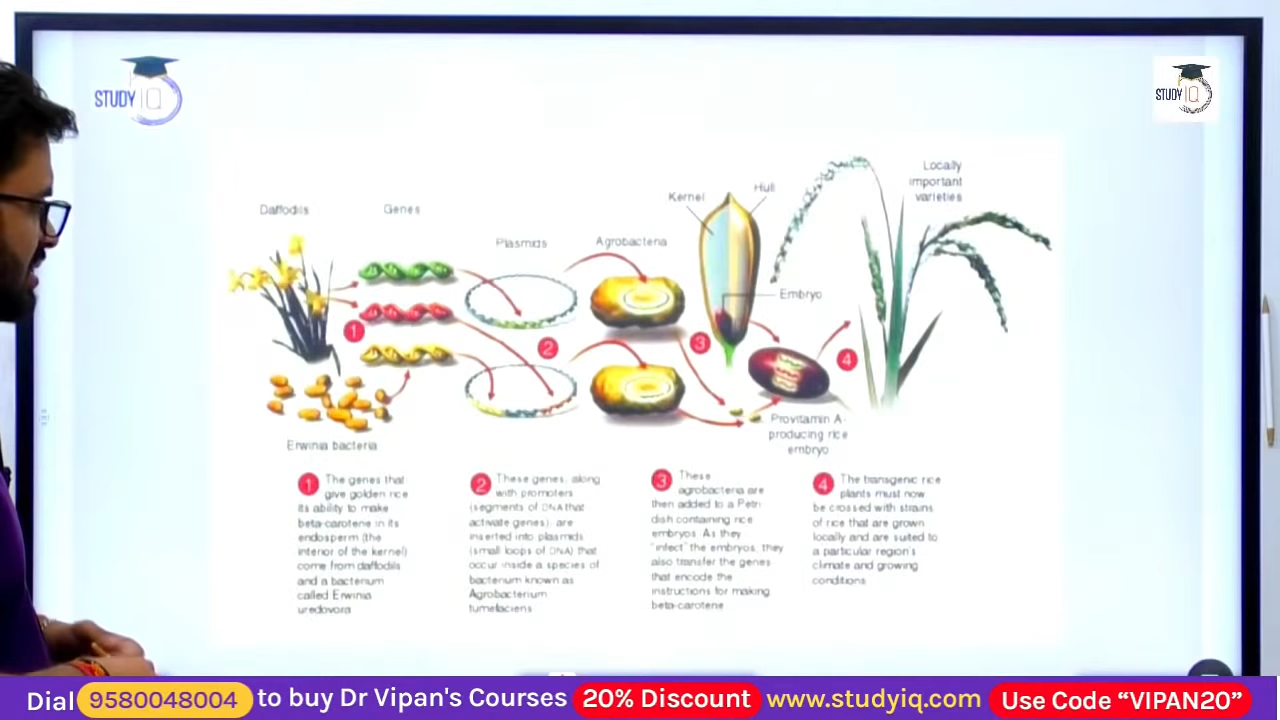 STUDY IQ
STUDY IQ
Daffodils
Genes
Plasmids
Agrobacteria
Kernel
Hull
Locally
important
varieties
Embryo
1
2
3
4
Erwinia bacteria
Provitamin A-
producing rice
embryo
1 The genes that
give golden rice
its ability to make
beta-carotene in its
endosperm (the
interior of the kernel)
come from daffodils
and a bacterium
called Erwinia
uredovora
2 These genes, along
with promoters
(segments of DNA that
activate genes), are
inserted into plasmids
(small loops of DNA) that
occur inside a species of
bacterium known as
Agrobacterium
tumefaciens
3 These
agrobacteria are
then added to a Petri
dish containing rice
embryos. As they
"infect" the embryos, they
also transfer the genes
that encode the
instructions for making
beta-carotene
4 The transgenic rice
plants must now
be crossed with strains
of rice that are grown
locally and are suited to
a particular region's
climate and growing
conditions
Dial 9580048004 to buy Dr Vipan's Courses 20% Discount www.studyiq.com Use Code “VIPAN20”